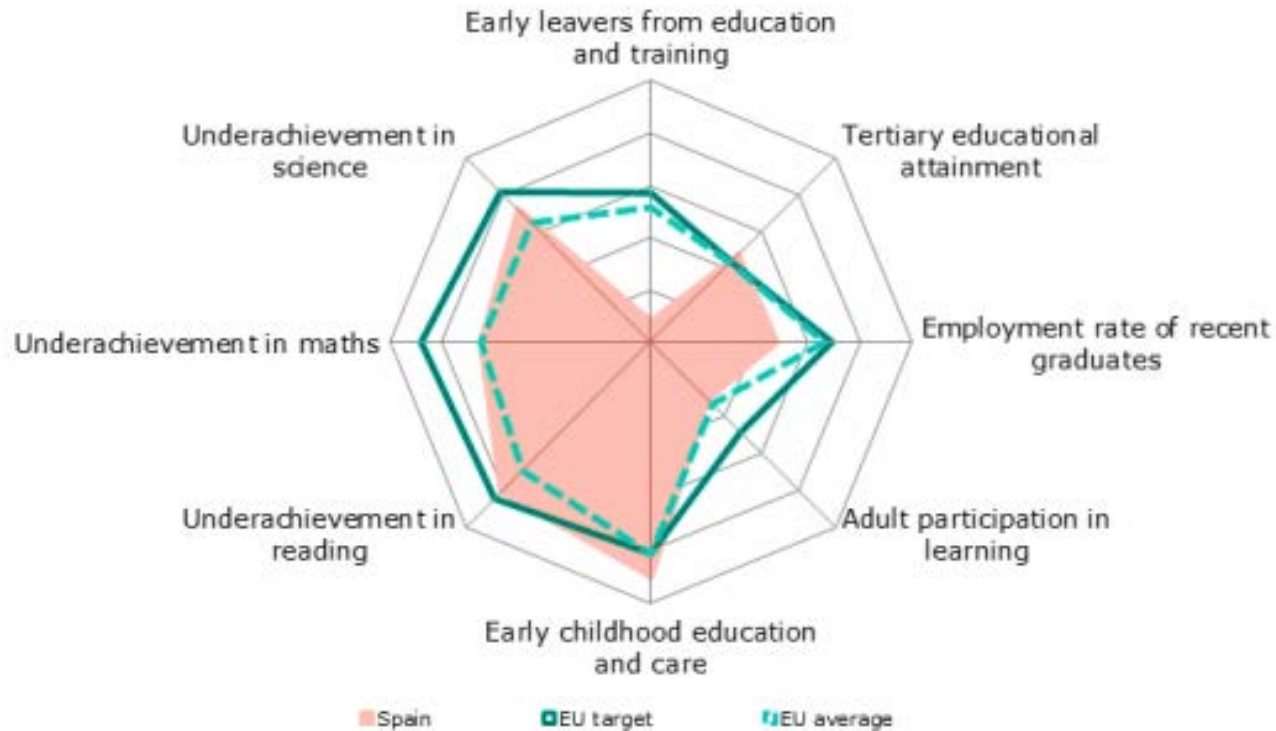 Early leavers from education
and training
Underachievement in
science
Tertiary educational
attainment
Underachievement in maths
Employment rate of recent
graduates
Underachievement in
reading
Adult participation in
learning
Early childhood education
and care
Spain
EU target
EU average